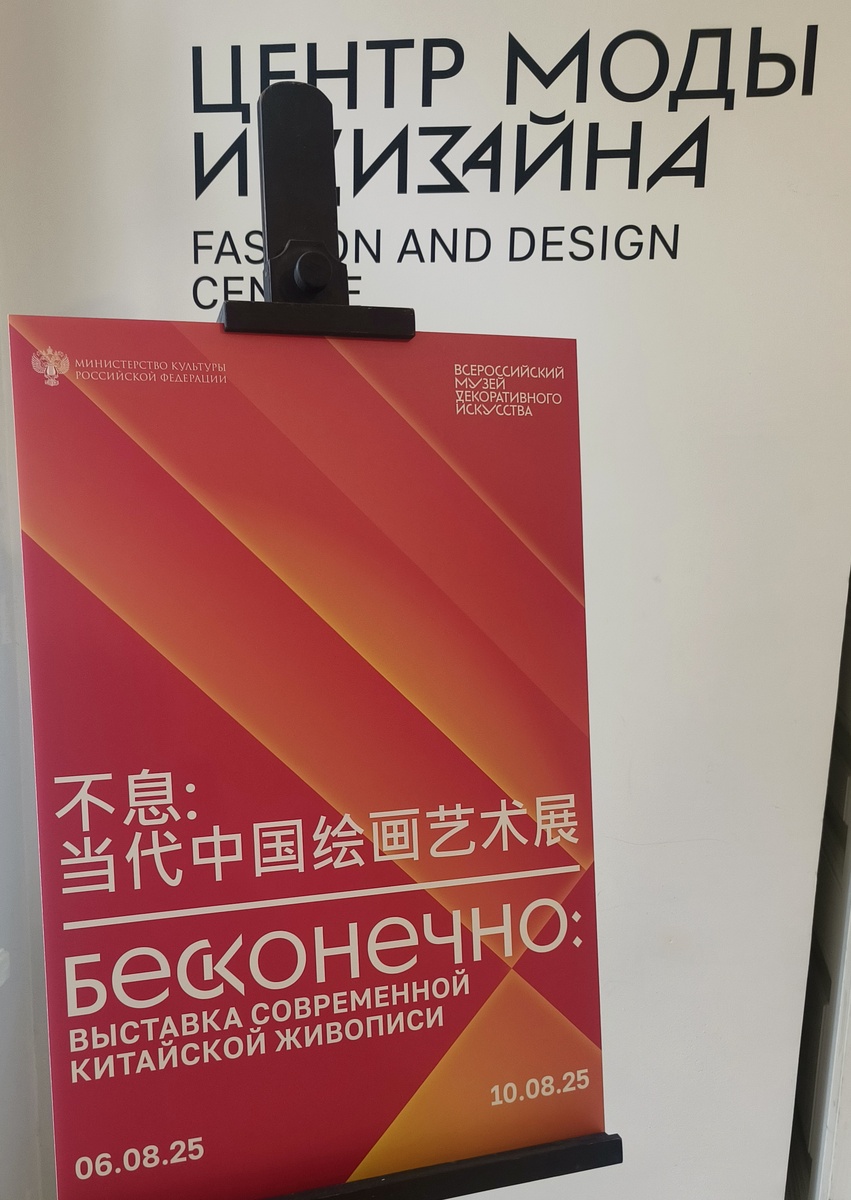 ЦЕНТР МОДЫ
И ДИЗАЙНА
FASHION AND DESIGN
CENTRE
МИНИСТЕРСТВО КУЛЬТУРЫ
РОССИЙСКОЙ ФЕДЕРАЦИИ
ВСЕРОССИЙСКИЙ
МУЗЕЙ
ДЕКОРАТИВНОГО
ИСКУССТВА
不息:
当代中国绘画艺术展
Бесконечно:
ВЫСТАВКА СОВРЕМЕННОЙ
КИТАЙСКОЙ ЖИВОПИСИ
10.08.25
06.08.25